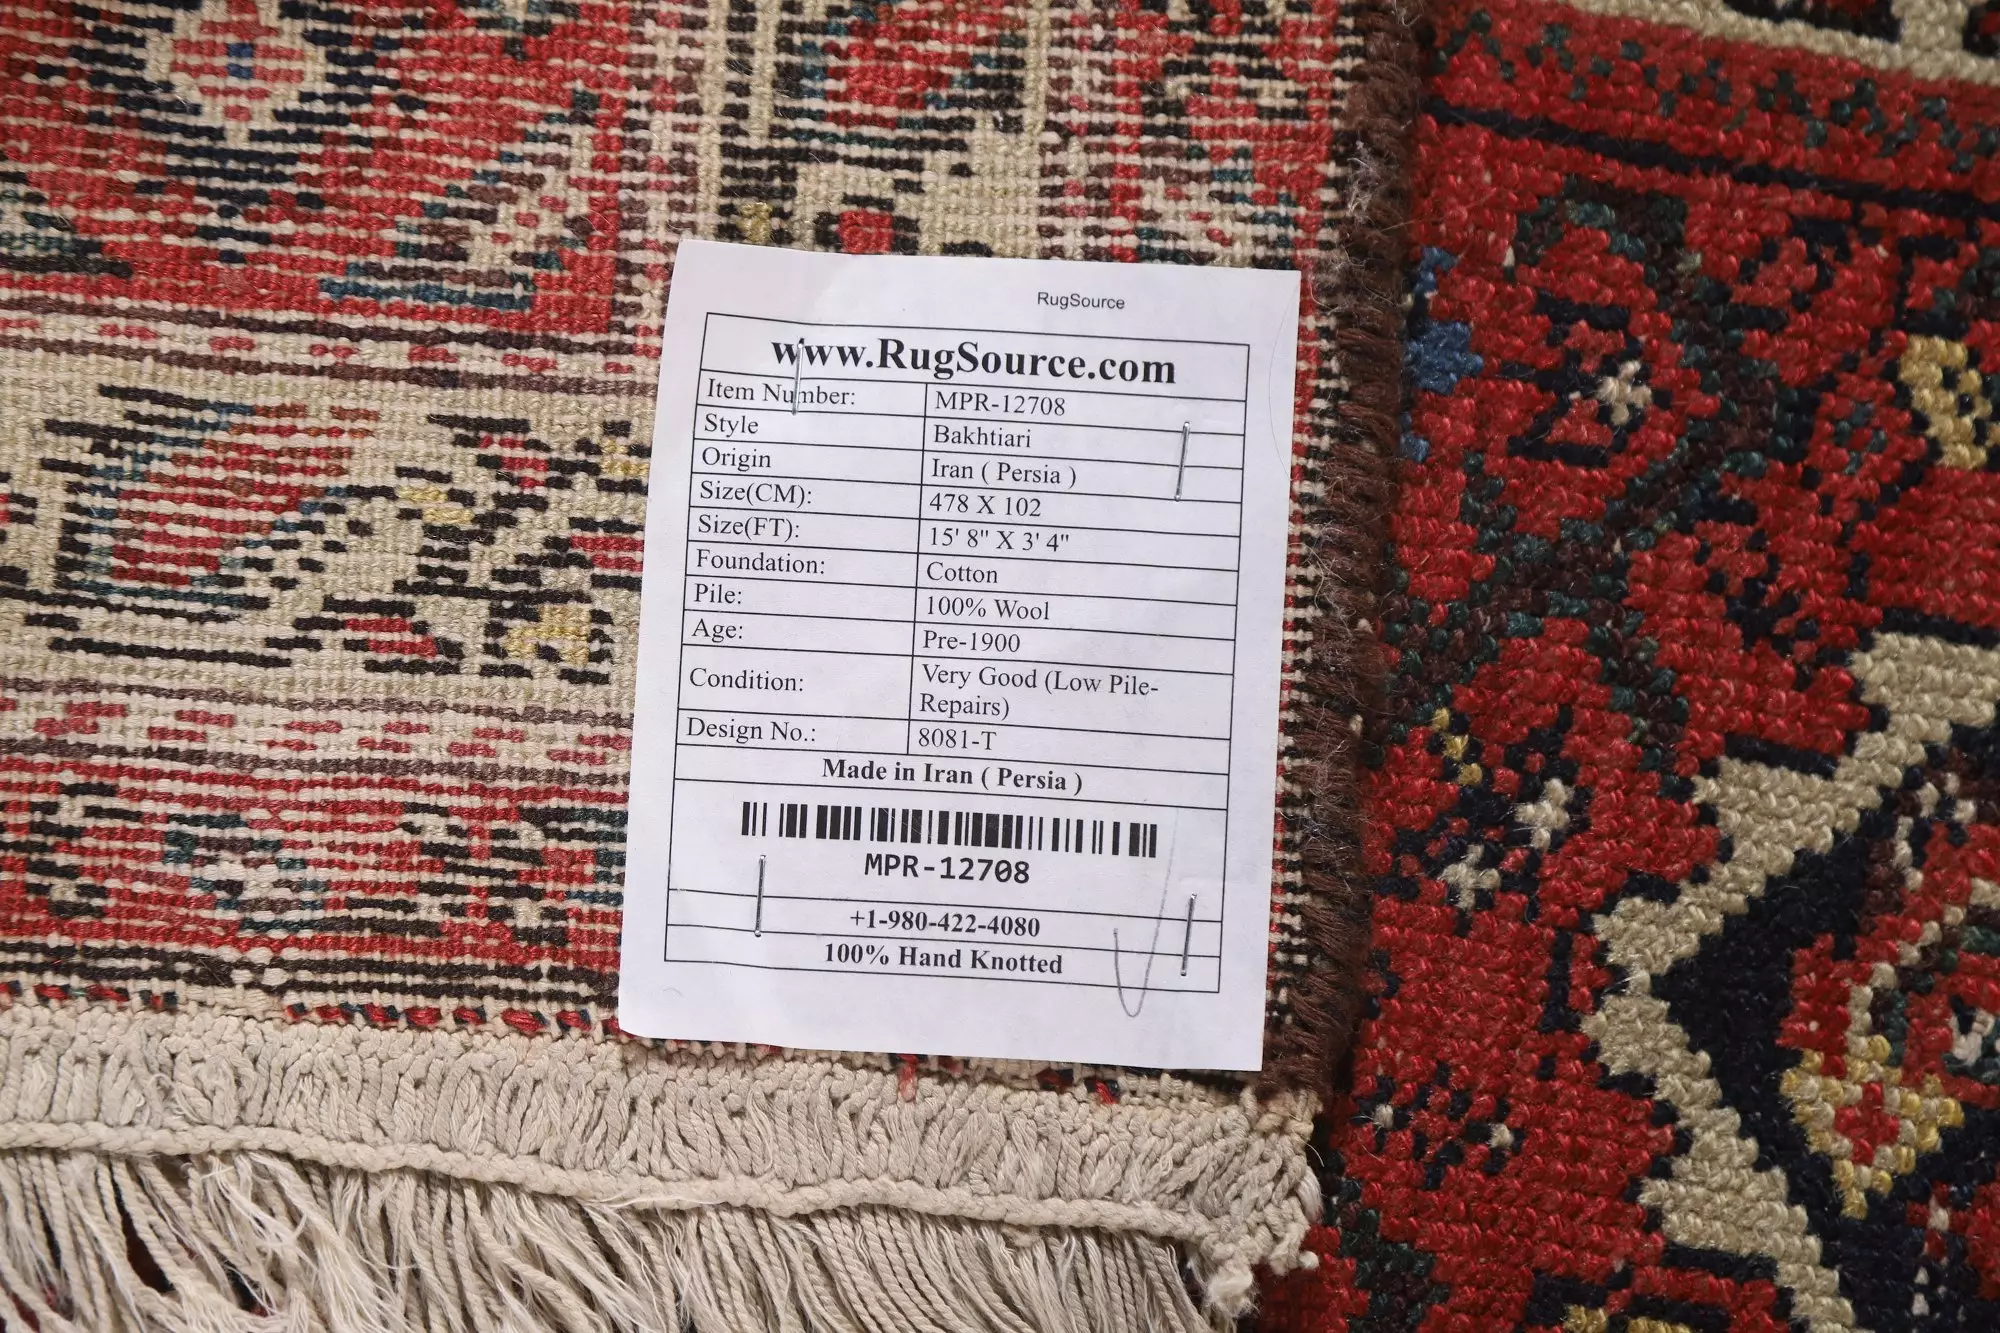 RugSource
www.RugSource.com
Item Number: MPR-12708
Style Bakhtiari
Origin Iran ( Persia )
Size(CM): 478 X 102
Size(FT): 15' 8" X 3' 4"
Foundation: Cotton
Pile: 100% Wool
Age: Pre-1900
Condition: Very Good (Low Pile-
Repairs)
Design No.: 8081-T
Made in Iran ( Persia )
MPR-12708
+1-980-422-4080
100% Hand Knotted